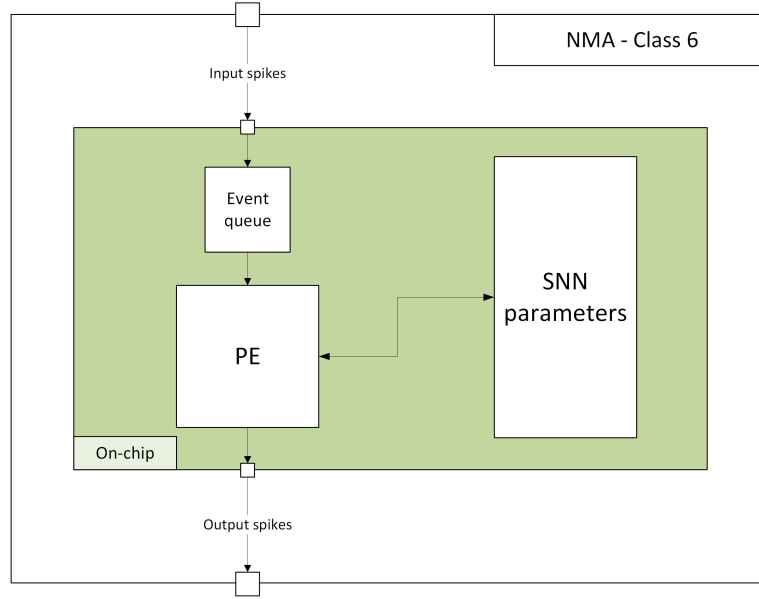 NMA - Class 6
Input spikes
Event
queue
SNN
parameters
PE
On-chip
Output spikes